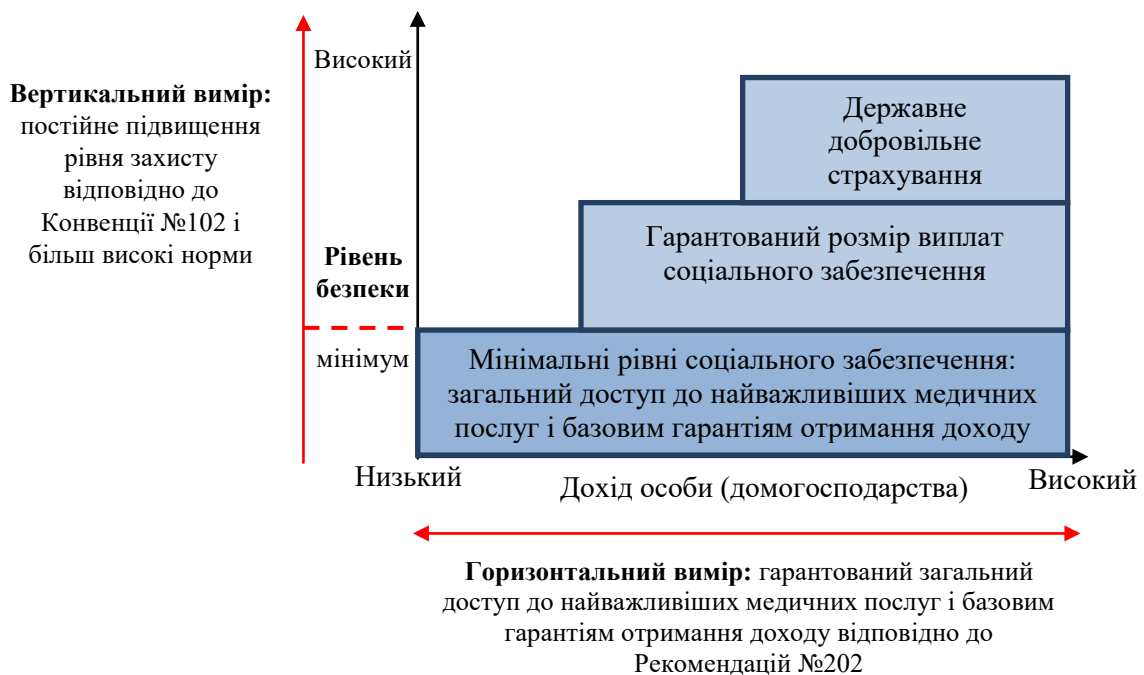 Вертикальний вимір:
постійне підвищення
рівня захисту
відповідно до
Конвенції №102 і
більш високі норми
Високий
Рівень
безпеки
мінімум
Державне
добровільне
страхування
Гарантований розмір виплат
соціального забезпечення
Мінімальні рівні соціального забезпечення:
загальний доступ до найважливіших медичних
послуг і базовим гарантіям отримання доходу
Низький
Дохід особи (домогосподарства)
Високий
Горизонтальний вимір: гарантований загальний
доступ до найважливіших медичних послуг і базовим
гарантіям отримання доходу відповідно до
Рекомендацій №202